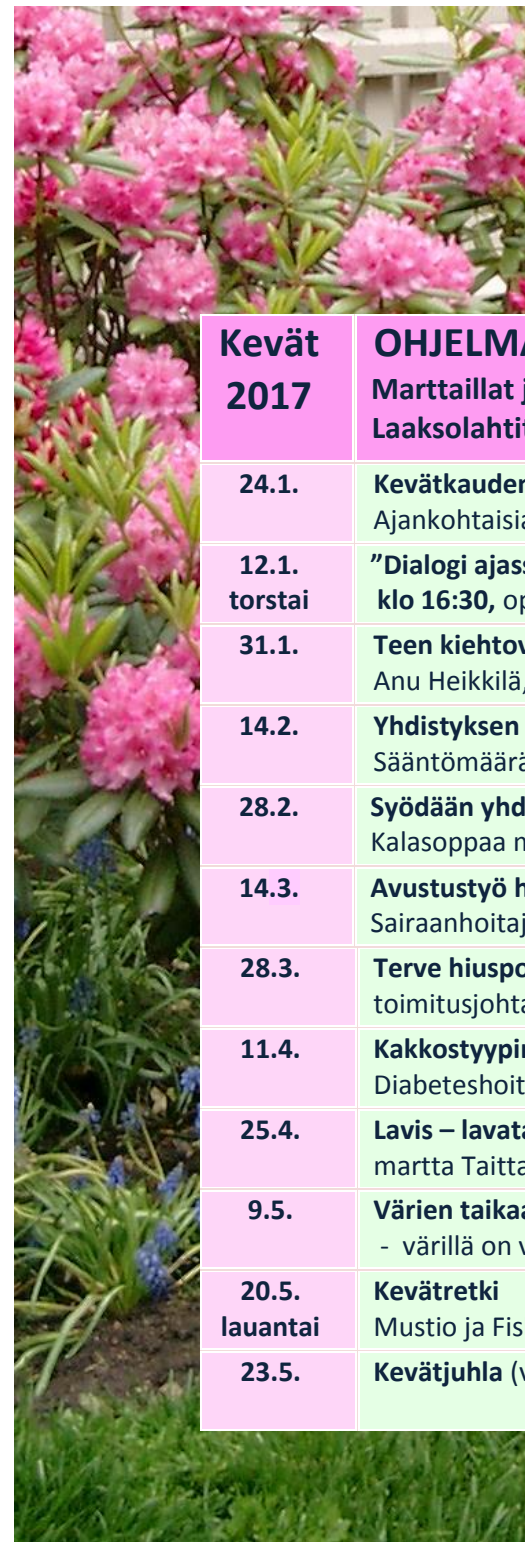 Kevät
2017
OHJELMA
Marttaillat j
Laaksolahtit
24.1.
Kevätkauden
Ajankohtaisia
12.1.
torstai
"Dialogi ajass
klo 16:30, op
31.1.
Teen kiehtov
Anu Heikkilä,
14.2.
Yhdistyksen
Sääntömäärä
28.2.
Syödään yhd
Kalasoppaa n
14.3.
Avustustyö h
Sairaanhoitaj
28.3.
Terve hiuspo
toimitusjohta
11.4.
Kakkostyypin
Diabeteshoit
25.4.
Lavis – lavata
martta Taitta
9.5.
Värien taikaa
- värillä on v
20.5.
lauantai
Kevätretki
Mustio ja Fis
23.5.
Kevätjuhla (v